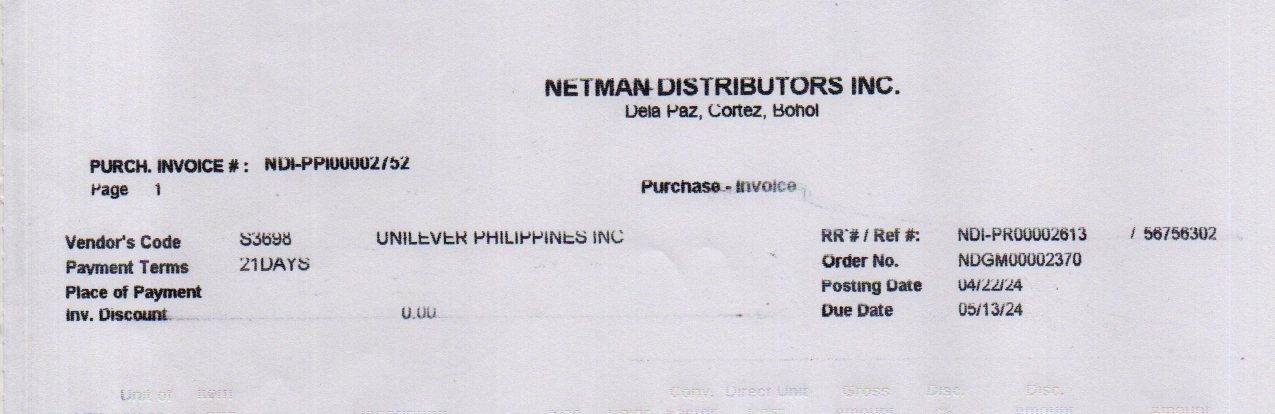 NETMAN DISTRIBUTORS INC.
Dela Paz, Cortez, Bohol
PURCH. INVOICE # : NDI-PPI00002752
Page 1
Purchase - Invoice
Vendor's Code S3698 UNILEVER PHILIPPINES INC RR # / Ref #: NDI-PR00002613 / 56756302
Payment Terms 21DAYS Order No. NDGM00002370
Place of Payment Posting Date 04/22/24
Inv. Discount 0.00 Due Date 05/13/24
Unit of Item Conv. Direct Unit Gross Disc. Disc.